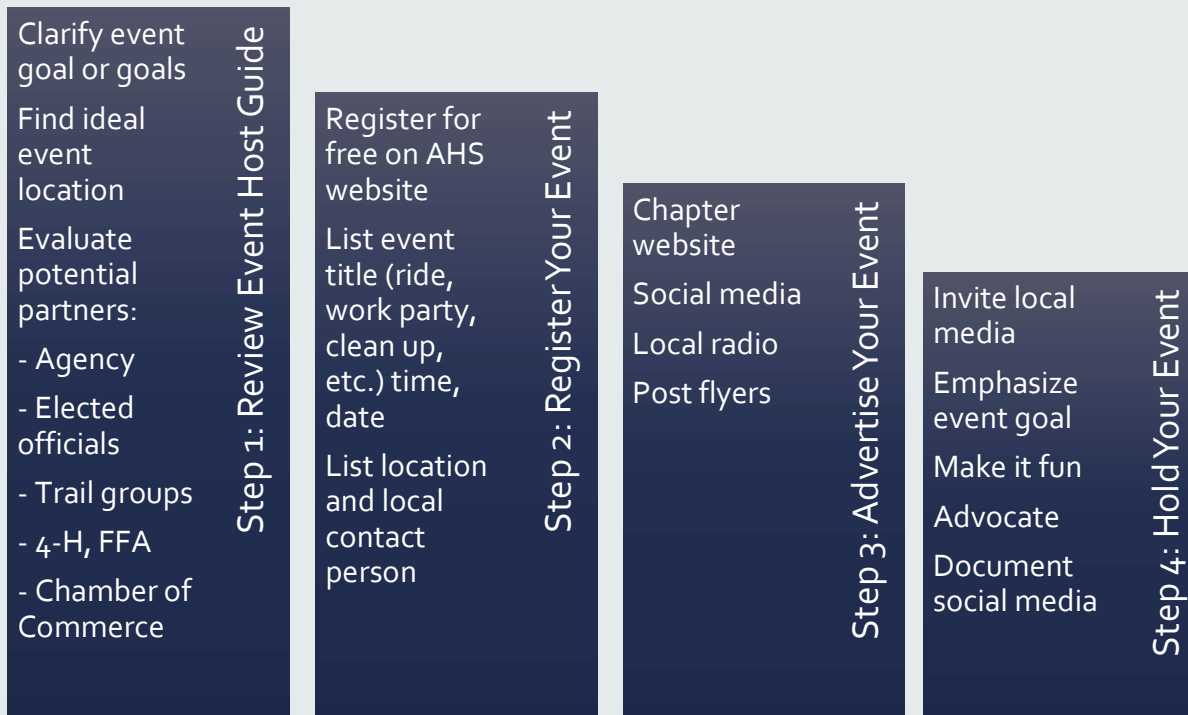 Clarify event
goal or goals
Find ideal
event
location
Evaluate
potential
partners:
- Agency
- Elected
officials
- Trail groups
- 4-H, FFA
- Chamber of
Commerce
Step 1: Review Event Host Guide
Register for
free on AHS
website
List event
title (ride,
work party,
clean up,
etc.) time,
date
List location
and local
contact
person
Step 2: Register Your Event
Chapter
website
Social media
Local radio
Post flyers
Step 3: Advertise Your Event
Invite local
media
Emphasize
event goal
Make it fun
Advocate
Document
social media
Step 4: Hold Your Event